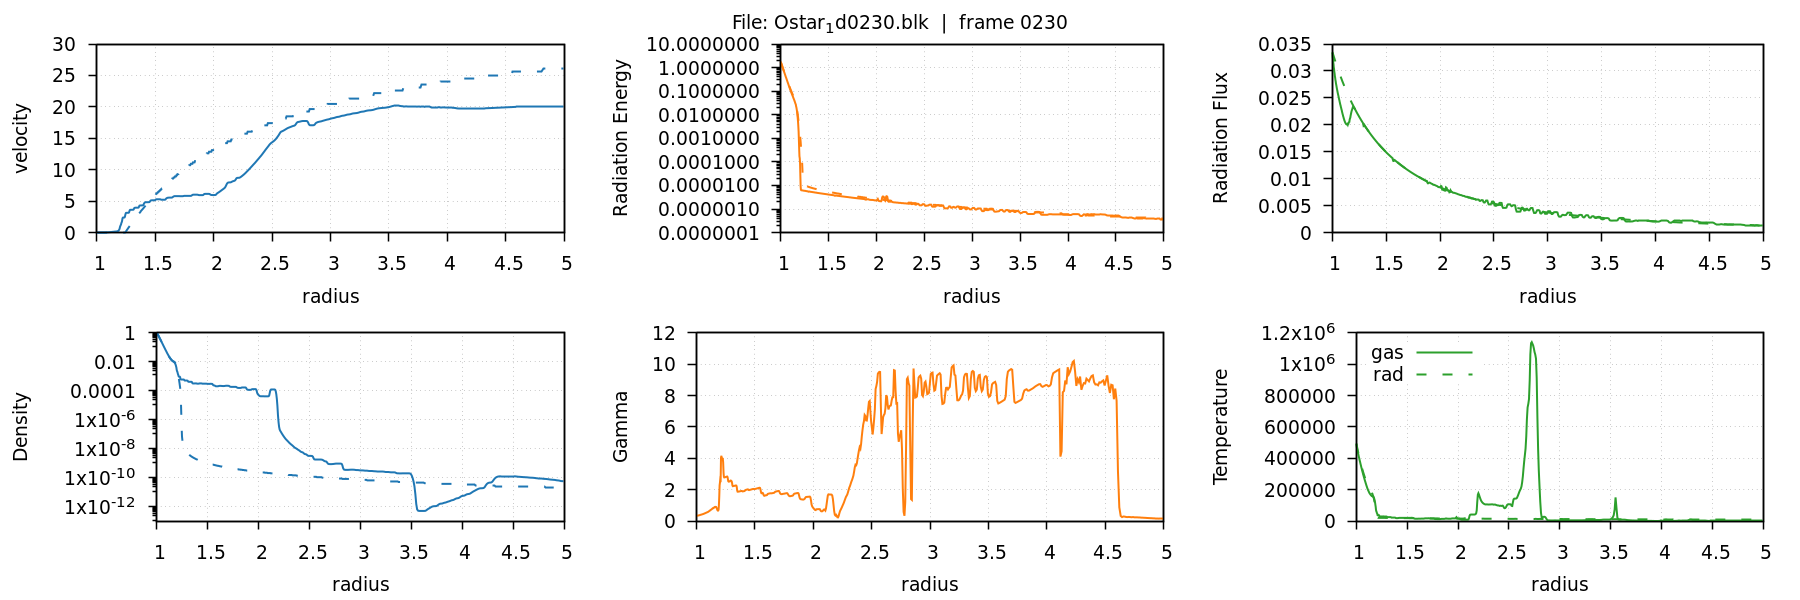 File: Ostar₁d0230.blk | frame 0230
velocity
30
25
20
15
10
5
0
1 1.5 2 2.5 3 3.5 4 4.5 5
radius
Radiation Energy
10.0000000
1.0000000
0.1000000
0.0100000
0.0010000
0.0001000
0.0000100
0.0000010
0.0000001
1 1.5 2 2.5 3 3.5 4 4.5 5
radius
Radiation Flux
0.035
0.03
0.025
0.02
0.015
0.01
0.005
0
1 1.5 2 2.5 3 3.5 4 4.5 5
radius
Density
1
0.01
0.0001
1x10⁻⁶
1x10⁻⁸
1x10⁻¹⁰
1x10⁻¹²
1 1.5 2 2.5 3 3.5 4 4.5 5
radius
Gamma
12
10
8
6
4
2
0
1 1.5 2 2.5 3 3.5 4 4.5 5
radius
Temperature
1.2x10⁶
1x10⁶
800000
600000
400000
200000
0
gas
rad
1 1.5 2 2.5 3 3.5 4 4.5 5
radius